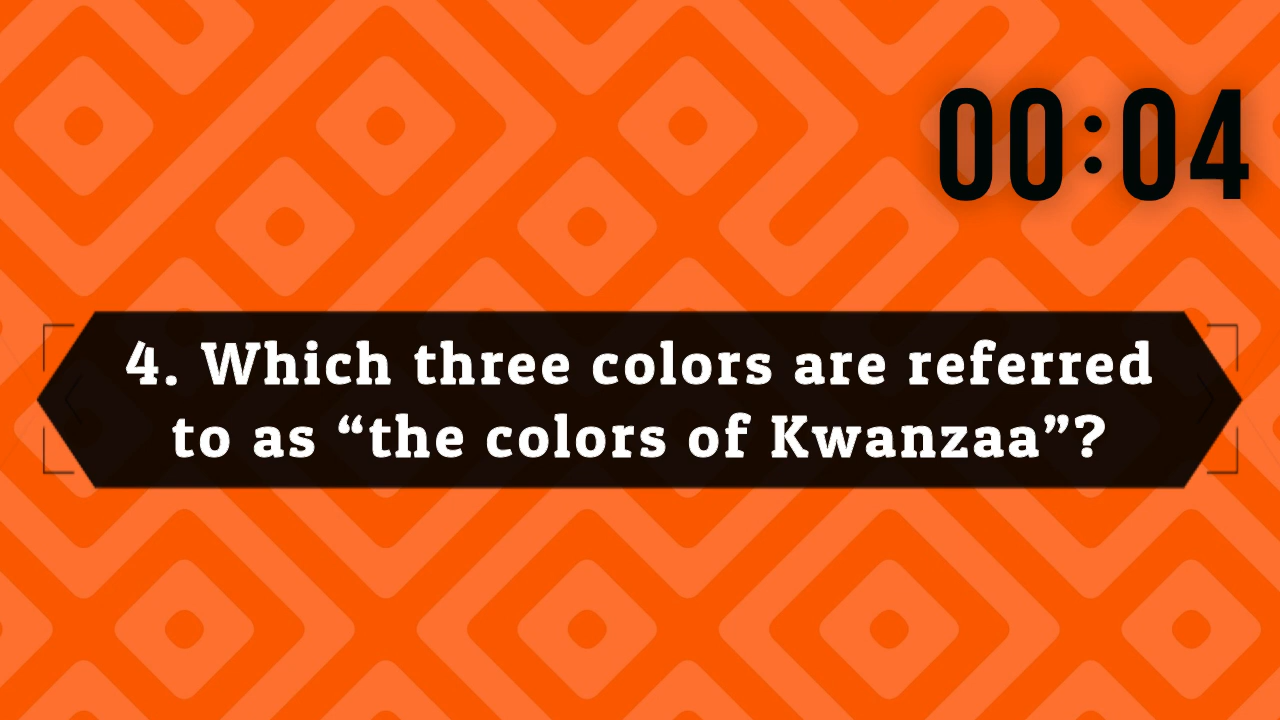 00:04
4. Which three colors are referred
to as “the colors of Kwanzaa”?